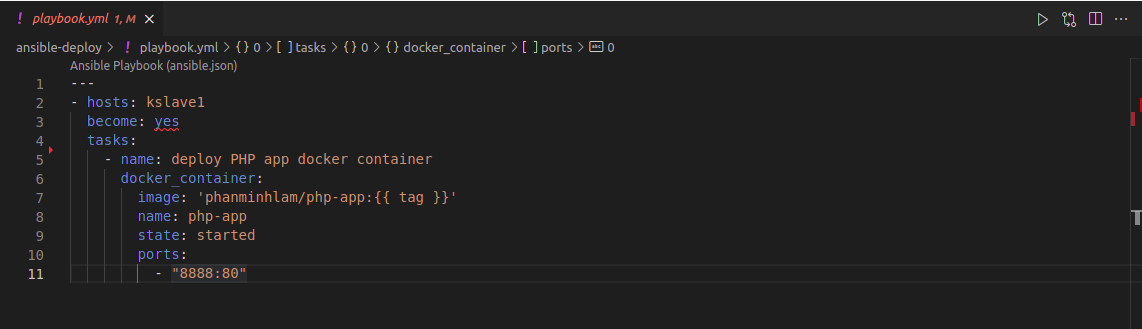 ! playbook.yml 1, M ×
ansible-deploy > ! playbook.yml > {} 0 > [ ] tasks > {} 0 > {} docker_container > [ ] ports > abc 0
Ansible Playbook (ansible.json)
1 ---
2 - hosts: kslave1
3 become: yes
4 tasks:
5 - name: deploy PHP app docker container
6 docker_container:
7 image: 'phanminhlam/php-app:{{ tag }}'
8 name: php-app
9 state: started
10 ports:
11 - "8888:80"